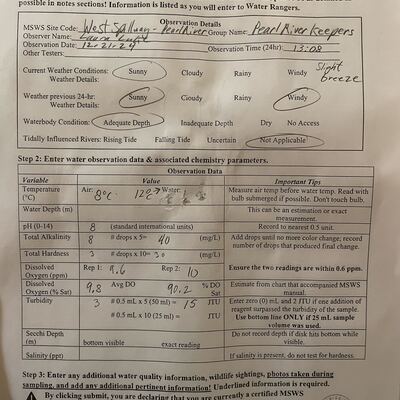 possible in notes sections! Information is listed as you will enter to Water Rangers.
Observation Details
MSWS Site Code: West Pearl River Group Name: Pearl RiverKeepers
Observer Name: Laura
Observation Date: 12/21/24 Observation Time (24hr): 13:08
Other Testers:
Current Weather Conditions: Sunny Cloudy Rainy Windy Slight breeze
Weather Details:
Weather previous 24-hr: Sunny Cloudy Rainy Windy
Weather Details:
Waterbody Condition: Adequate Depth Inadequate Depth Dry No Access
Tidally Influenced Rivers: Rising Tide Falling Tide Uncertain Not Applicable
Step 2: Enter water observation data & associated chemistry parameters.
Observation Data
Variable Value Important Tips
Temperature (°C) Air: 8°C 12°C Water: Measure air temp before water temp. Read with bulb submerged if possible. Don't touch bulb.
Water Depth (m) This can be an estimation or exact measurement.
pH (0-14) 8 (standard international units) Record to nearest 0.5 unit.
Total Alkalinity 8 # drops x 5= 40 (mg/L) Add drops until no more color change; record number of drops that produced final change.
Total Hardness 3 # drops x 10= 30 (mg/L)
Dissolved Oxygen (ppm) Rep 1: 9.6 Rep 2: 10 Ensure the two readings are within 0.6 ppm.
Dissolved Oxygen (% Sat) 9.8 Avg DO 90.2 % DO Sat Estimate from chart that accompanied MSWS manual.
Turbidity 3 # 0.5 mL x 5 (50 ml) = 15 JTU Enter zero (0) mL and 2 JTU if one addition of reagent surpassed the turbidity of the sample.
# 0.5 mL x 10 (25 ml) = JTU Use bottom line ONLY if 25 mL sample volume was used.
Secchi Depth (m) bottom visible exact reading Do not record depth if disk hits bottom while visible.
Salinity (ppt) If salinity is present, do not test for hardness.
Step 3: Enter any additional water quality information, wildlife sightings, photos taken during
sampling, and add any additional pertinent information! Underlined information is required.
By clicking submit, you are declaring that you are currently a certified MSWS